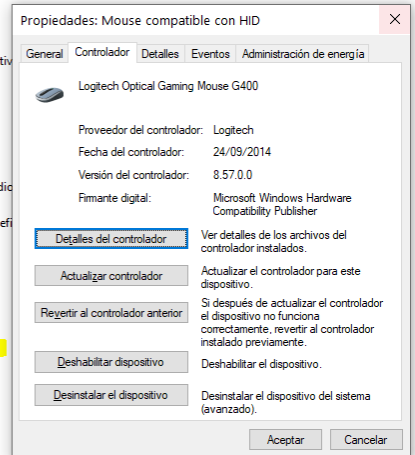 Propiedades: Mouse compatible con HID
General Controlador Detalles Eventos Administración de energía
Logitech Optical Gaming Mouse G400
Proveedor del controlador: Logitech
Fecha del controlador: 24/09/2014
Versión del controlador: 8.57.0.0
Firmante digital: Microsoft Windows Hardware
Compatibility Publisher
Detalles del controlador
Ver detalles de los archivos del
controlador instalados.
Actualizar controlador
Actualizar el controlador para este
dispositivo.
Revertir al controlador anterior
Si después de actualizar el controlador
el dispositivo no funciona
correctamente, revertir al controlador
instalado previamente.
Deshabilitar dispositivo
Deshabilitar el dispositivo.
Desinstalar el dispositivo
Desinstalar el dispositivo del sistema
(avanzado).
Aceptar Cancelar